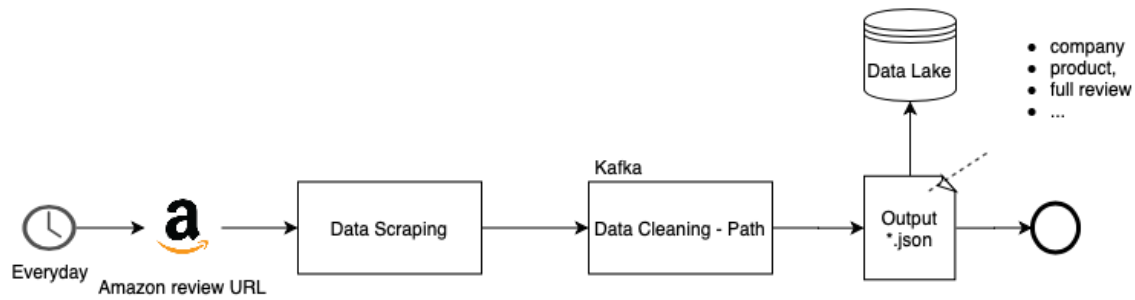 Everyday
a
Amazon review URL
Data Scraping
Kafka
Data Cleaning - Path
Data Lake
Output
*.json
• company
• product,
• full review
• ...